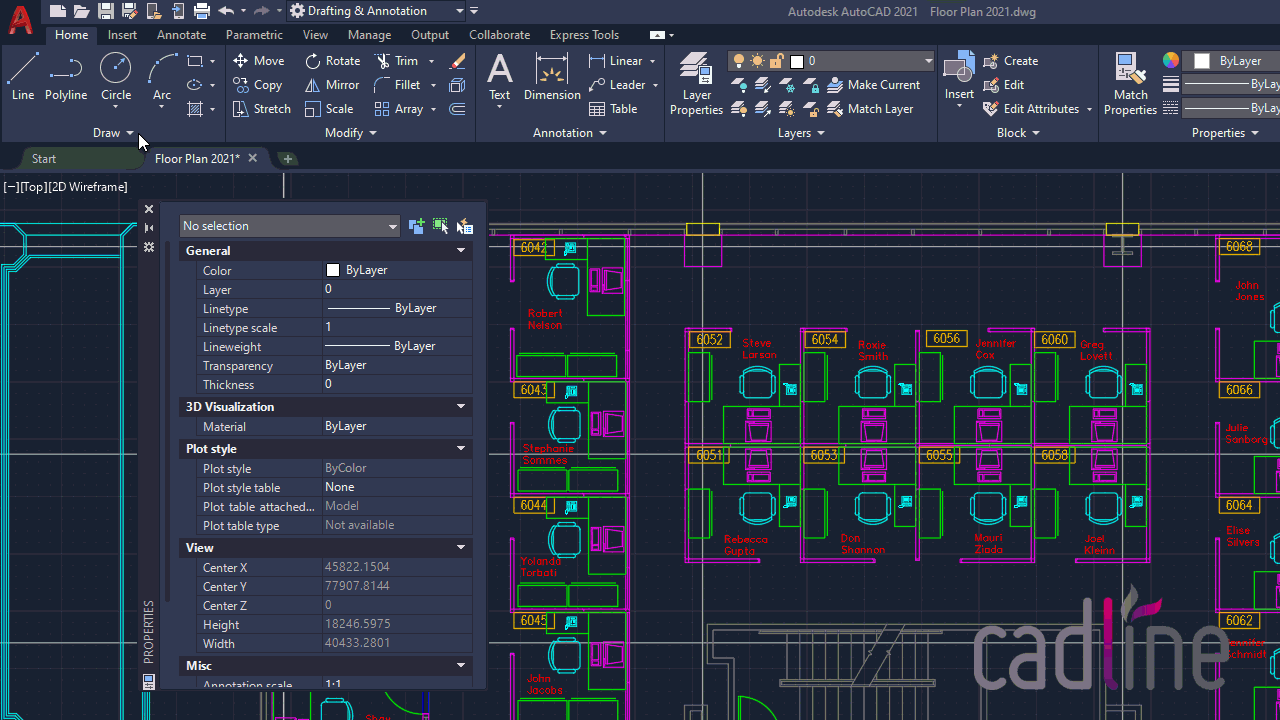 Drafting & Annotation
Autodesk AutoCAD 2021 Floor Plan 2021.dwg
Home Insert Annotate Parametric View Manage Output Collaborate Express Tools
Line Polyline Circle Arc
Move Rotate Trim
Copy Mirror Fillet
Stretch Scale Array
Text Dimension
Linear
Leader
Table
Layer Properties
0
Make Current
Match Layer
Insert
Create
Edit
Edit Attributes
Match Properties
ByLayer
ByLay
ByLay
Draw Modify Annotation Layers Block Properties
Start Floor Plan 2021*
[−][Top][2D Wireframe]
No selection
General
Color ByLayer
Layer 0
Linetype ByLayer
Linetype scale 1
Lineweight ByLayer
Transparency ByLayer
Thickness 0
3D Visualization
Material ByLayer
Plot style
Plot style ByColor
Plot style table None
Plot table attached... Model
Plot table type Not available
View
Center X 45822.1504
Center Y 77907.8144
Center Z 0
Height 18246.5975
Width 40433.2801
Misc
Annotation scale 1:1
PROPERTIES
6042
Robert
Nelson
6043
Stephanie
Sommes
6044
Yolanda
Torbati
6045
John
Jacobs
6052
Steve
Larson
6054
Roxie
Smith
6056
Jennifer
Cox
6060
Greg
Lovett
6051
Rebecca
Gupta
6053
Don
Shannon
6055
Mauri
Ziada
6058
Joel
Kleinn
6068
John
Jones
6066
Julie
Sanborg
6064
Elisa
Silvers
6062
Jennifer
Schmidt
cadline